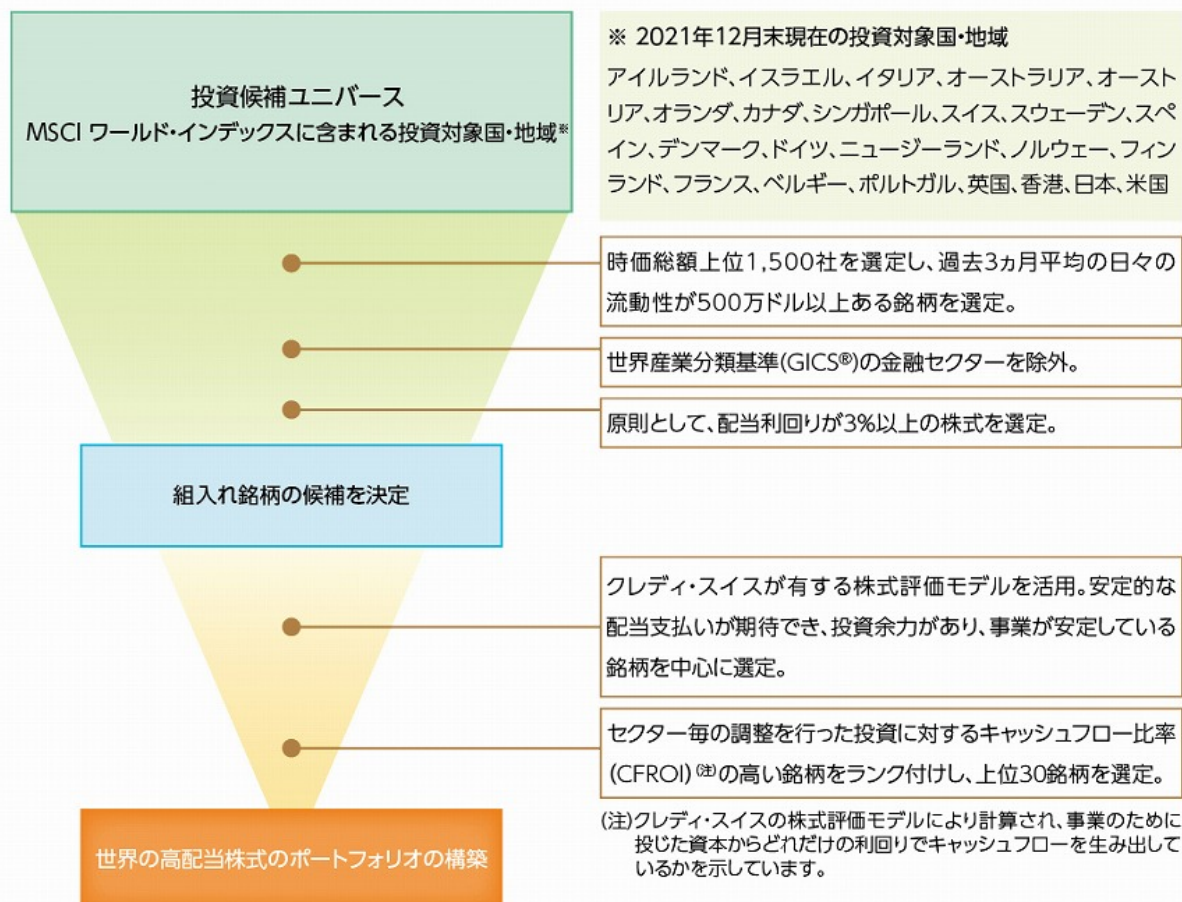 投資候補ユニバース
MSCI ワールド・インデックスに含まれる投資対象国・地域※
※ 2021年12月末現在の投資対象国・地域
アイルランド、イスラエル、イタリア、オーストラリア、オースト
リア、オランダ、カナダ、シンガポール、スイス、スウェーデン、スペ
イン、デンマーク、ドイツ、ニュージーランド、ノルウェー、フィン
ランド、フランス、ベルギー、ポルトガル、英国、香港、日本、米国
時価総額上位1,500社を選定し、過去3ヵ月平均の日々の
流動性が500万ドル以上ある銘柄を選定。
世界産業分類基準(GICS®)の金融セクターを除外。
原則として、配当利回りが3%以上の株式を選定。
組入れ銘柄の候補を決定
クレディ・スイスが有する株式評価モデルを活用。安定的な
配当支払いが期待でき、投資余力があり、事業が安定している
銘柄を中心に選定。
セクター毎の調整を行った投資に対するキャッシュフロー比率
(CFROI)(注)の高い銘柄をランク付けし、上位30銘柄を選定。
世界の高配当株式のポートフォリオの構築
(注)クレディ・スイスの株式評価モデルにより計算され、事業のために
投じた資本からどれだけの利回りでキャッシュフローを生み出して
いるかを示しています。